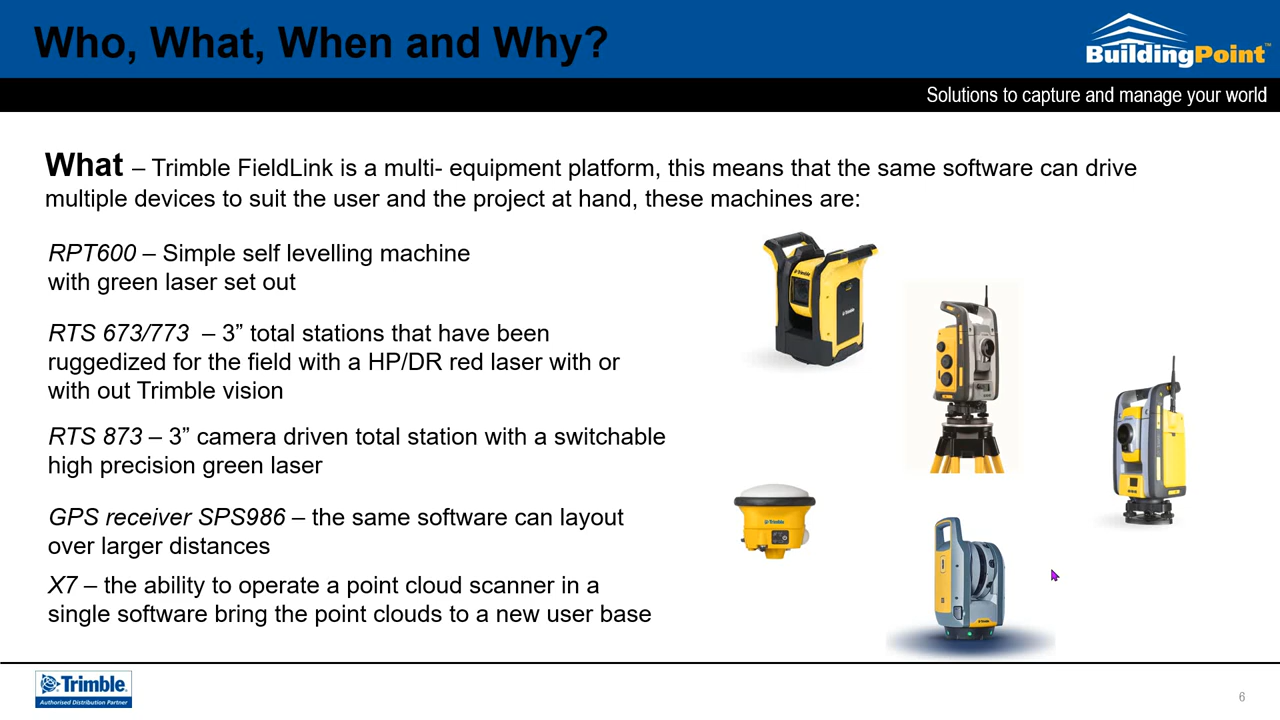 Who, What, When and Why?
BuildingPoint™
Solutions to capture and manage your world
What – Trimble FieldLink is a multi- equipment platform, this means that the same software can drive
multiple devices to suit the user and the project at hand, these machines are:
RPT600 – Simple self levelling machine
with green laser set out
RTS 673/773 – 3” total stations that have been
ruggedized for the field with a HP/DR red laser with or
with out Trimble vision
RTS 873 – 3” camera driven total station with a switchable
high precision green laser
GPS receiver SPS986 – the same software can layout
over larger distances
X7 – the ability to operate a point cloud scanner in a
single software bring the point clouds to a new user base
Trimble
Trimble
Trimble
Trimble.
Authorised Distribution Partner
6